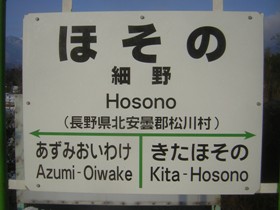 ほその
細野
Hosono
(長野県北安曇郡松川村)
あずみおいわけ きたほその
Azumi-Oiwake Kita-Hosono